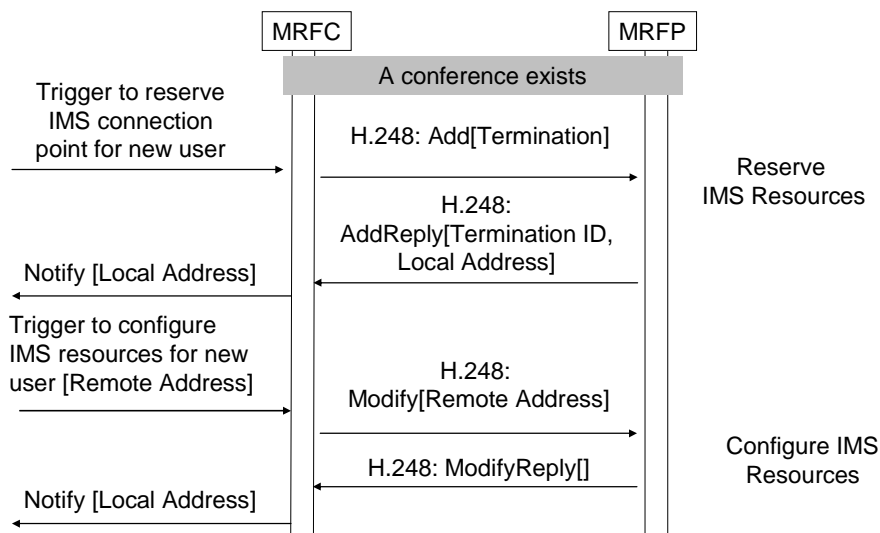 MRFC
MRFP
A conference exists
Trigger to reserve
IMS connection
point for new user
H.248: Add[Termination]
Reserve
IMS Resources
H.248:
AddReply[Termination ID,
Local Address]
Notify [Local Address]
Trigger to configure
IMS resources for new
user [Remote Address]
H.248:
Modify[Remote Address]
Configure IMS
Resources
H.248: ModifyReply[]
Notify [Local Address]